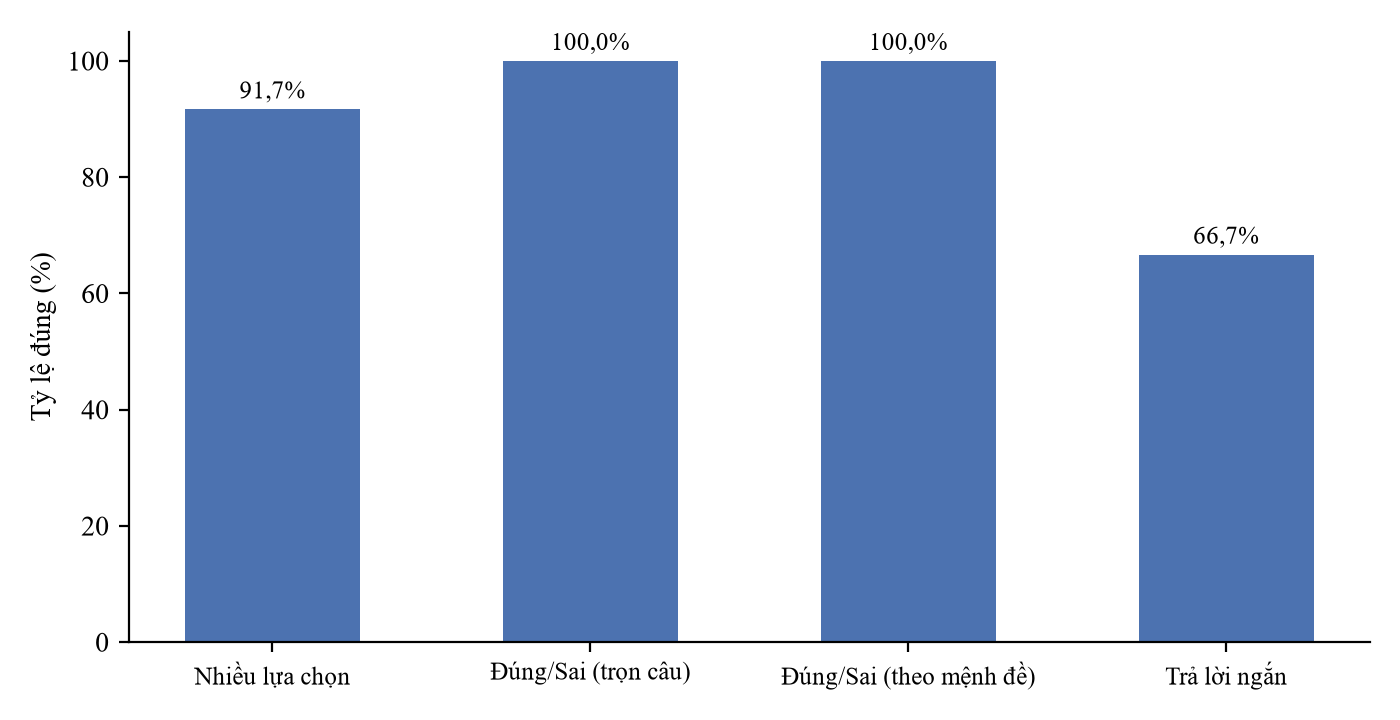 Tỷ lệ đúng (%)
100
80
60
40
20
0
91,7%
100,0%
100,0%
66,7%
Nhiều lựa chọn
Đúng/Sai (trọn câu)
Đúng/Sai (theo mệnh đề)
Trả lời ngắn